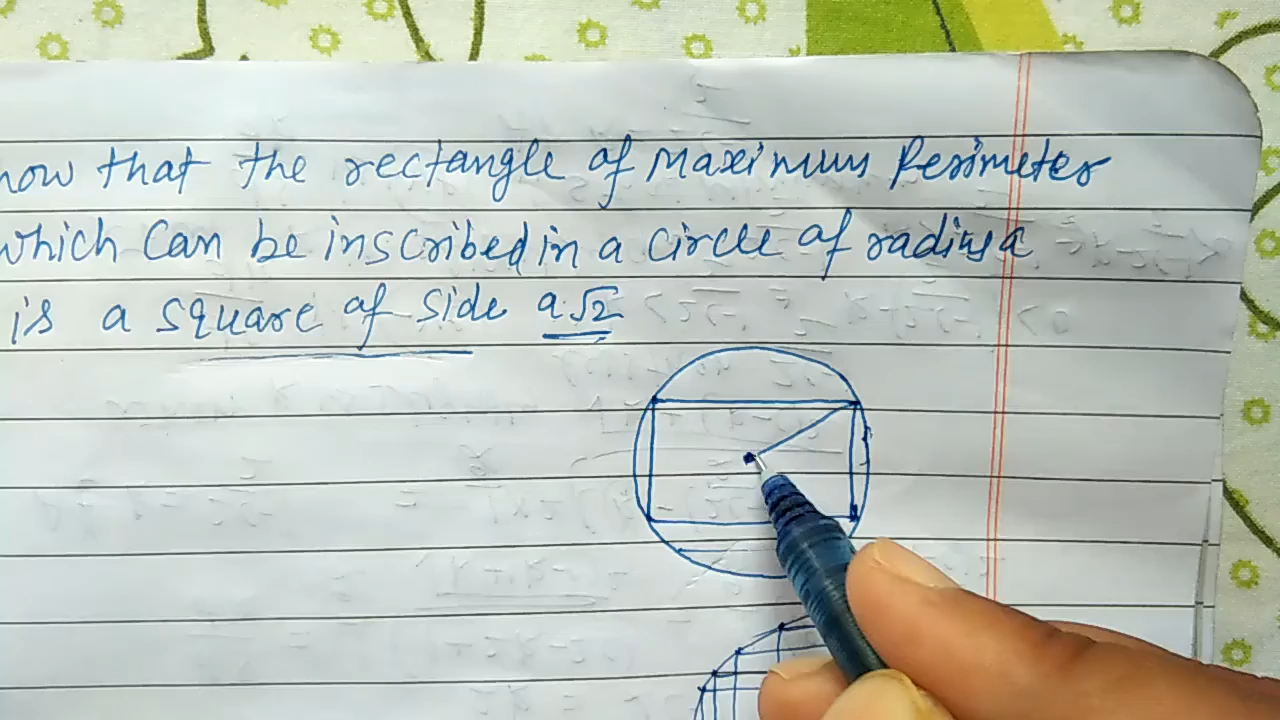 how that the rectangle of Maximum Perimeter
which Can be inscribed in a Circle of radius a
is a square of side a√2